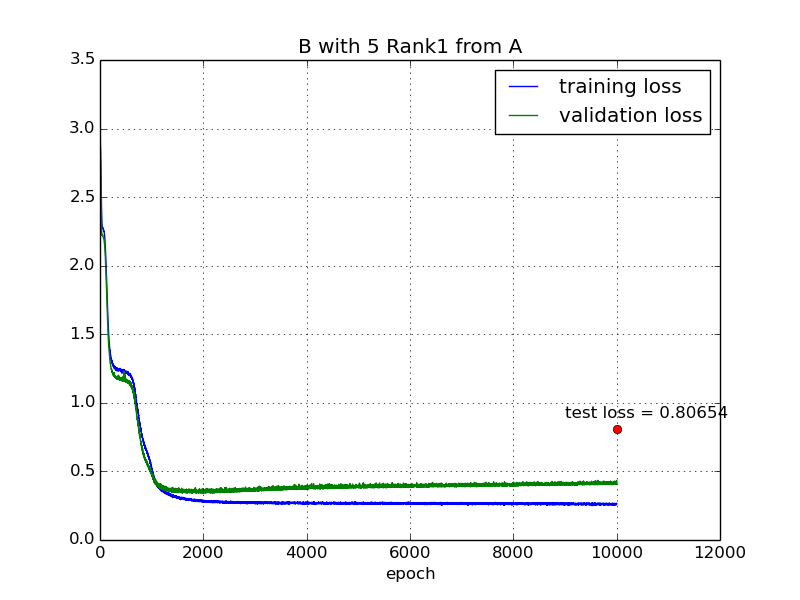 B with 5 Rank1 from A
3.5
3.0
2.5
2.0
1.5
1.0
0.5
0.0
training loss
validation loss
test loss = 0.80654
0 2000 4000 6000 8000 10000 12000
epoch